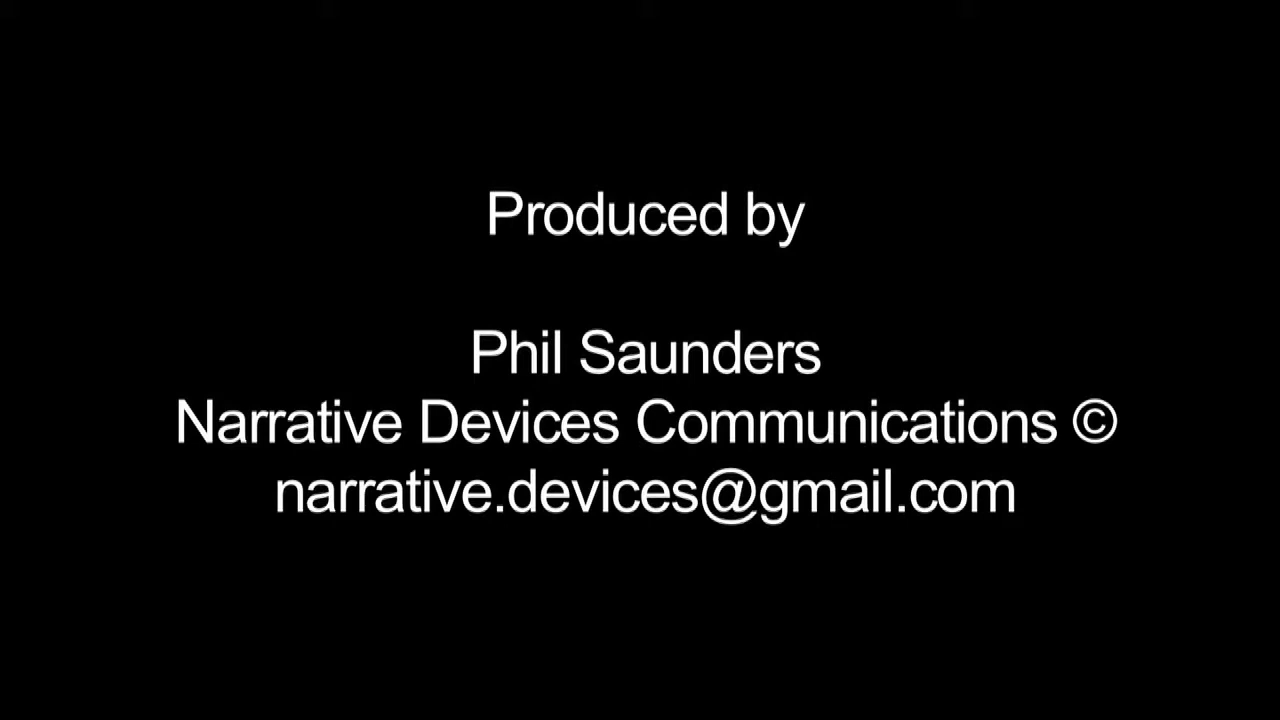 Produced by
Phil Saunders
Narrative Devices Communications ©
narrative.devices@gmail.com